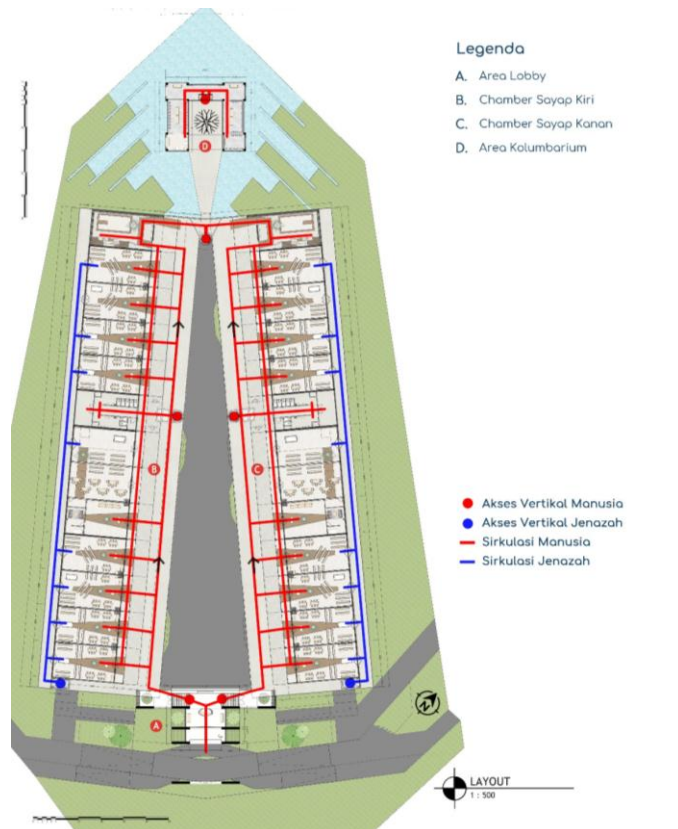 Legenda
A. Area Lobby
B. Chamber Sayap Kiri
C. Chamber Sayap Kanan
D. Area Kolumbarium
D
B
C
Akses Vertikal Manusia
Akses Vertikal Jenazah
Sirkulasi Manusia
Sirkulasi Jenazah
A
LAYOUT
1 : 500